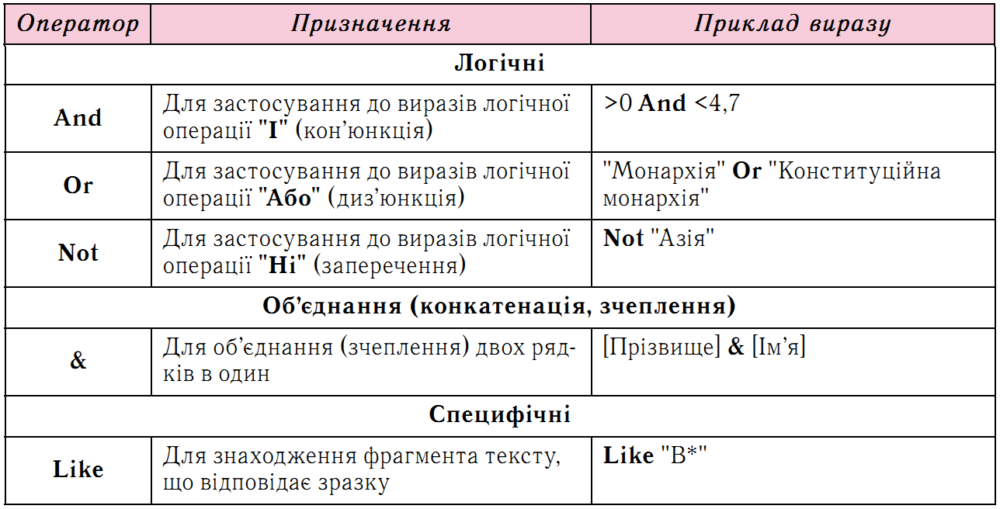 Оператор Призначення Приклад виразу
Логічні
And
Для застосування до виразів логічної
операції "І" (кон’юнкція)
>0 And <4,7
Or
Для застосування до виразів логічної
операції "Або" (диз’юнкція)
"Монархія" Or "Конституційна
монархія"
Not
Для застосування до виразів логічної
операції "Ні" (заперечення)
Not "Азія"
Об’єднання (конкатенація, зчеплення)
&
Для об’єднання (зчеплення) двох ряд-
ків в один
[Прізвище] & [Ім’я]
Специфічні
Like
Для знаходження фрагмента тексту,
що відповідає зразку
Like "В*"